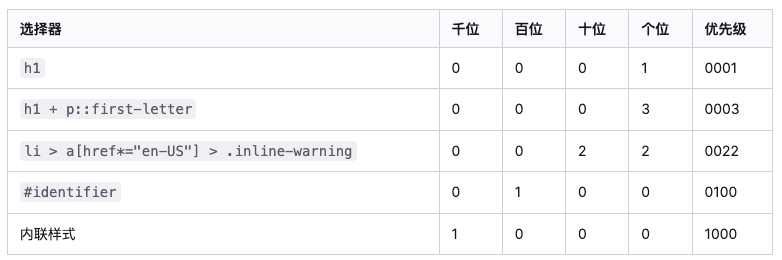 选择器 千位 百位 十位 个位 优先级
h1 0 0 0 1 0001
h1 + p::first-letter 0 0 0 3 0003
li > a[href*="en-US"] > .inline-warning 0 0 2 2 0022
#identifier 0 1 0 0 0100
内联样式 1 0 0 0 1000